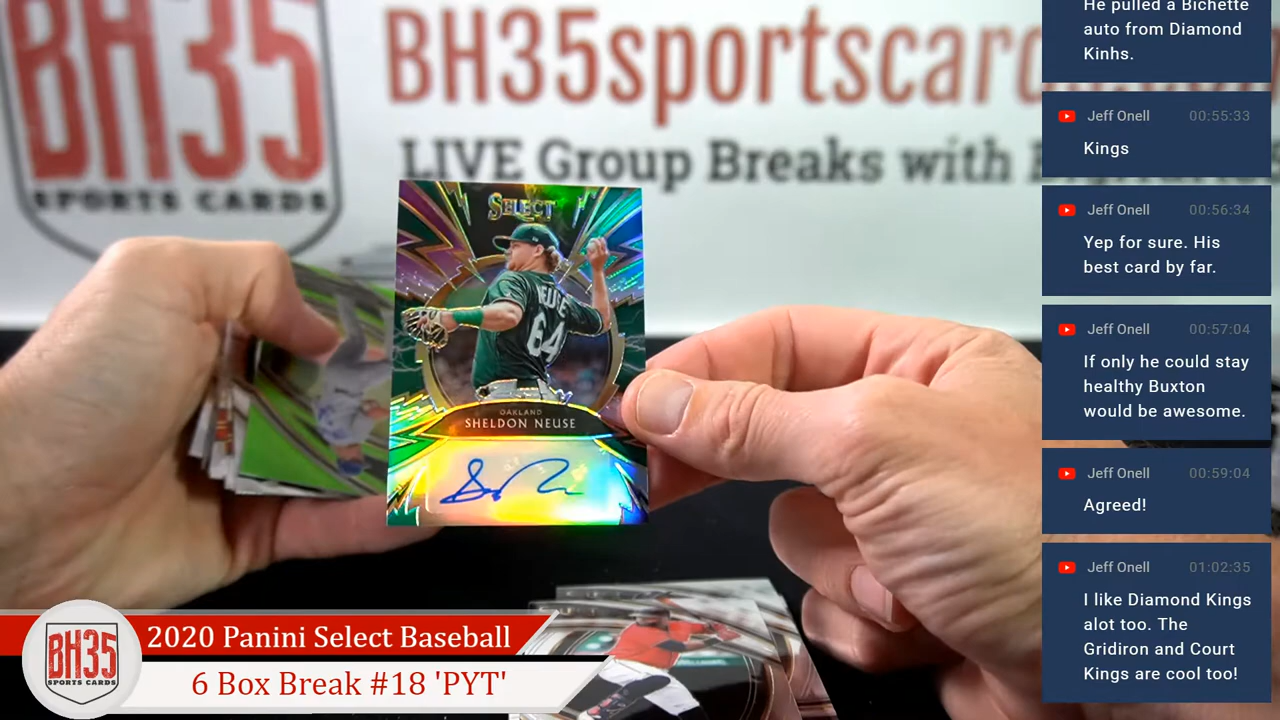 BH35
SPORTS CARDS
BH35sportscard
LIVE Group Breaks with
SELECT
NEUSE
64
OAKLAND
SHELDON NEUSE
He pulled a Bichette
auto from Diamond
Kinhs.
Jeff Onell 00:55:33
Kings
Jeff Onell 00:56:34
Yep for sure. His
best card by far.
Jeff Onell 00:57:04
If only he could stay
healthy Buxton
would be awesome.
Jeff Onell 00:59:04
Agreed!
Jeff Onell 01:02:35
I like Diamond Kings
alot too. The
Gridiron and Court
Kings are cool too!
BH35
SPORTS CARDS
2020 Panini Select Baseball
6 Box Break #18 'PYT'